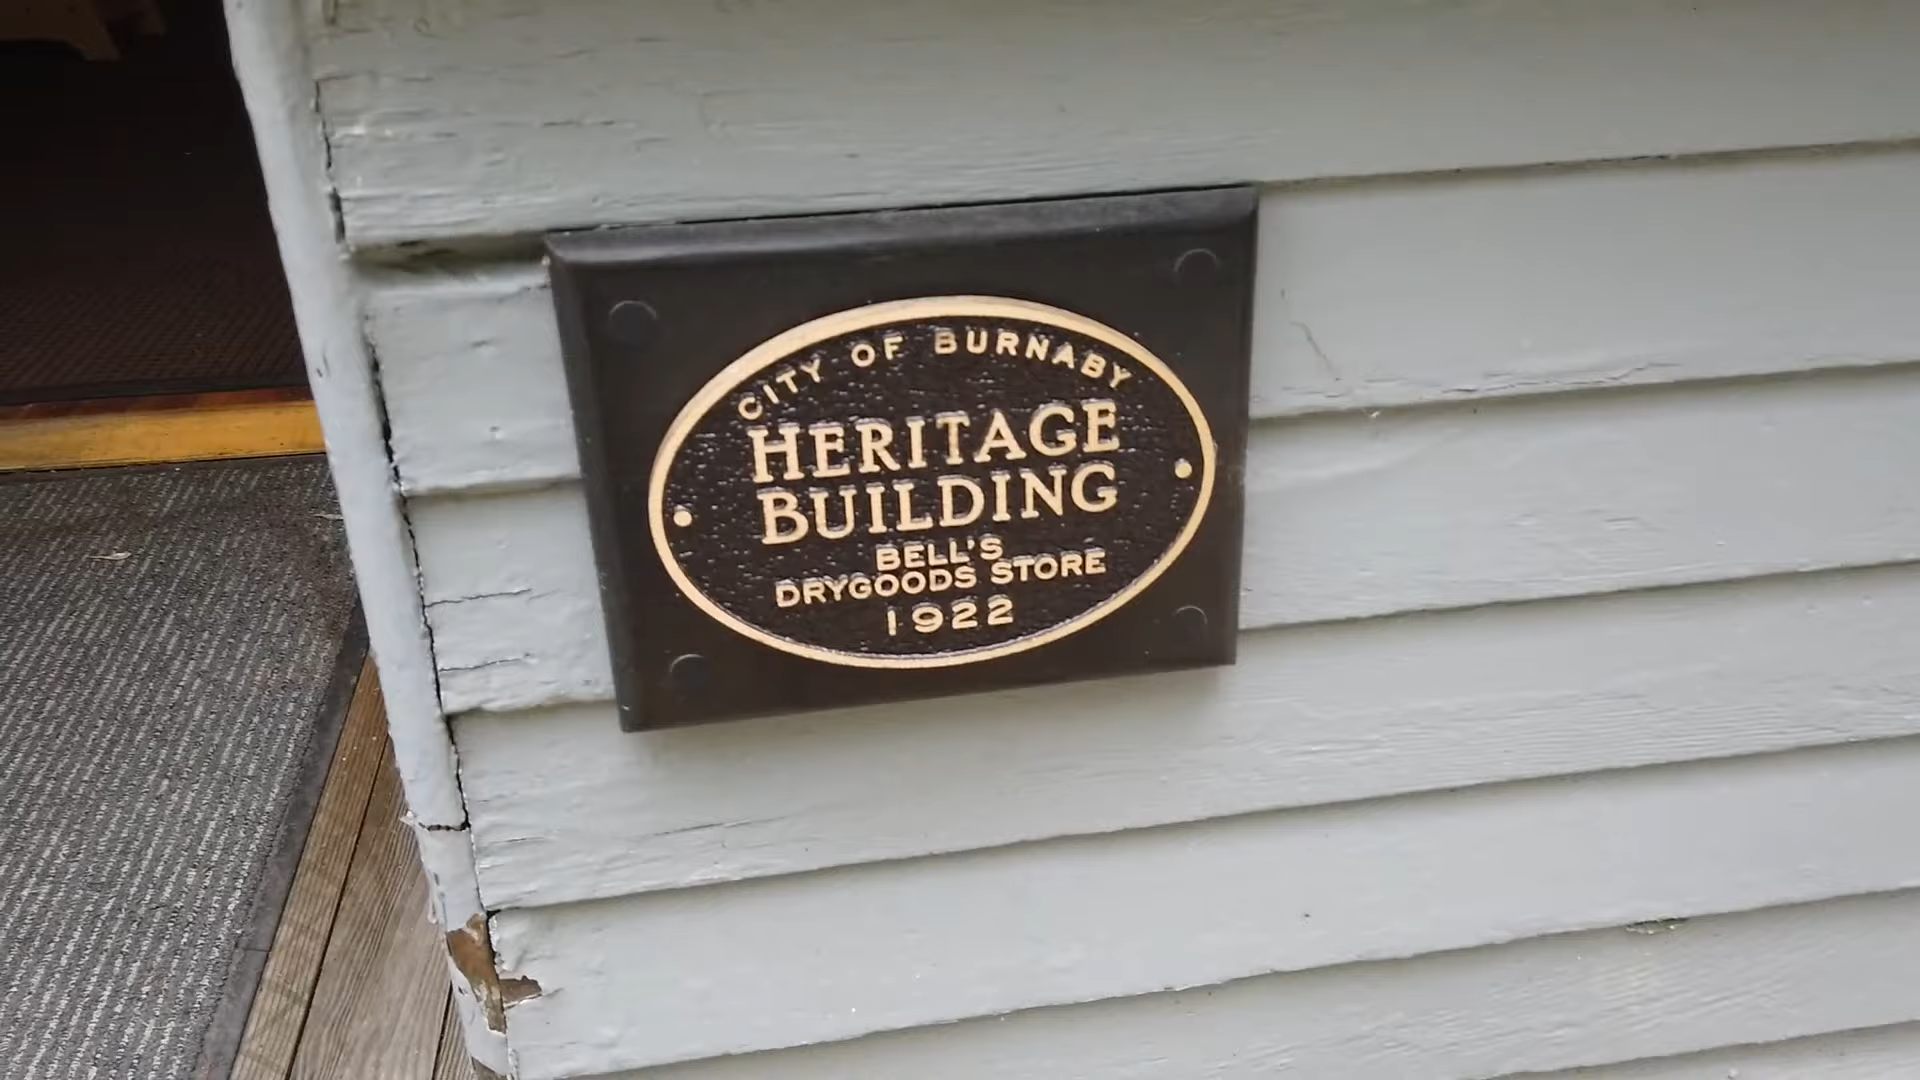 CITY OF BURNABY
HERITAGE
BUILDING
BELL'S
DRYGOODS STORE
1922